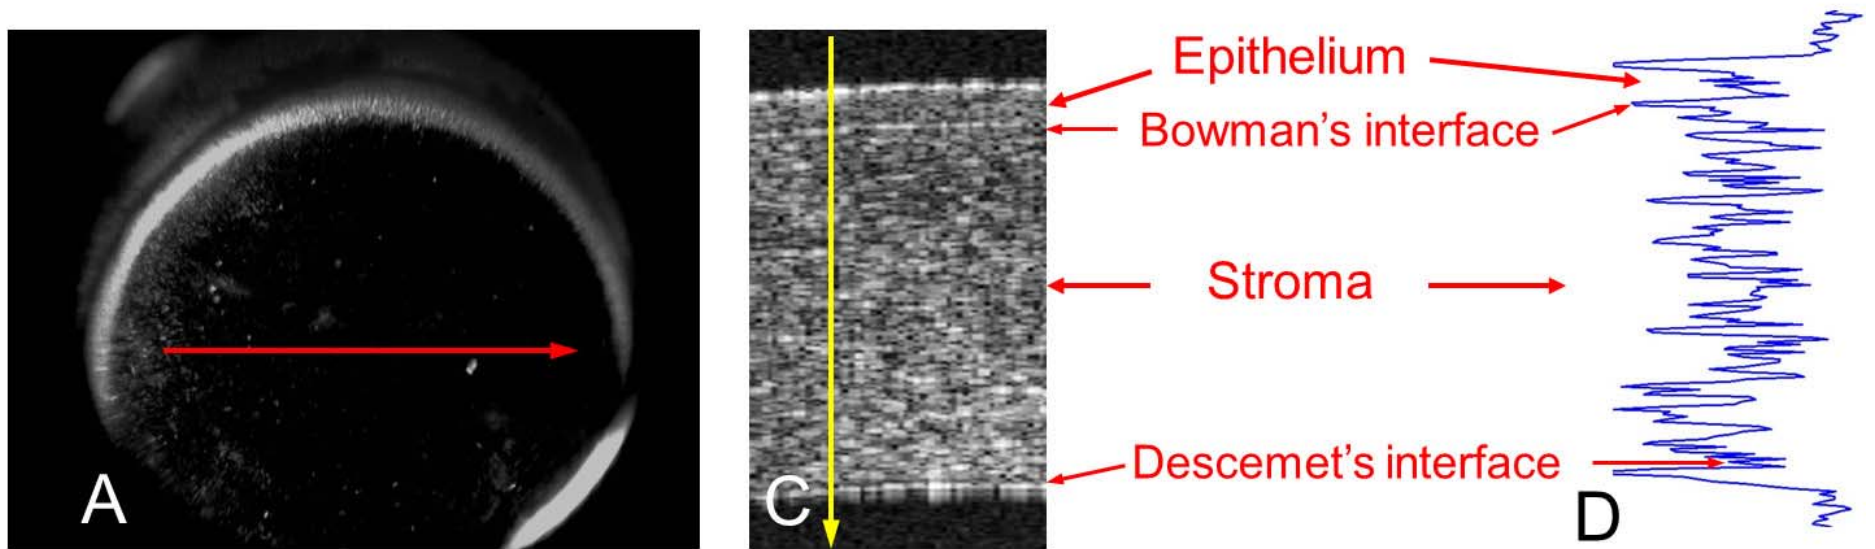 Epithelium
Bowman's interface
Stroma
Descemet's interface
A
C
D